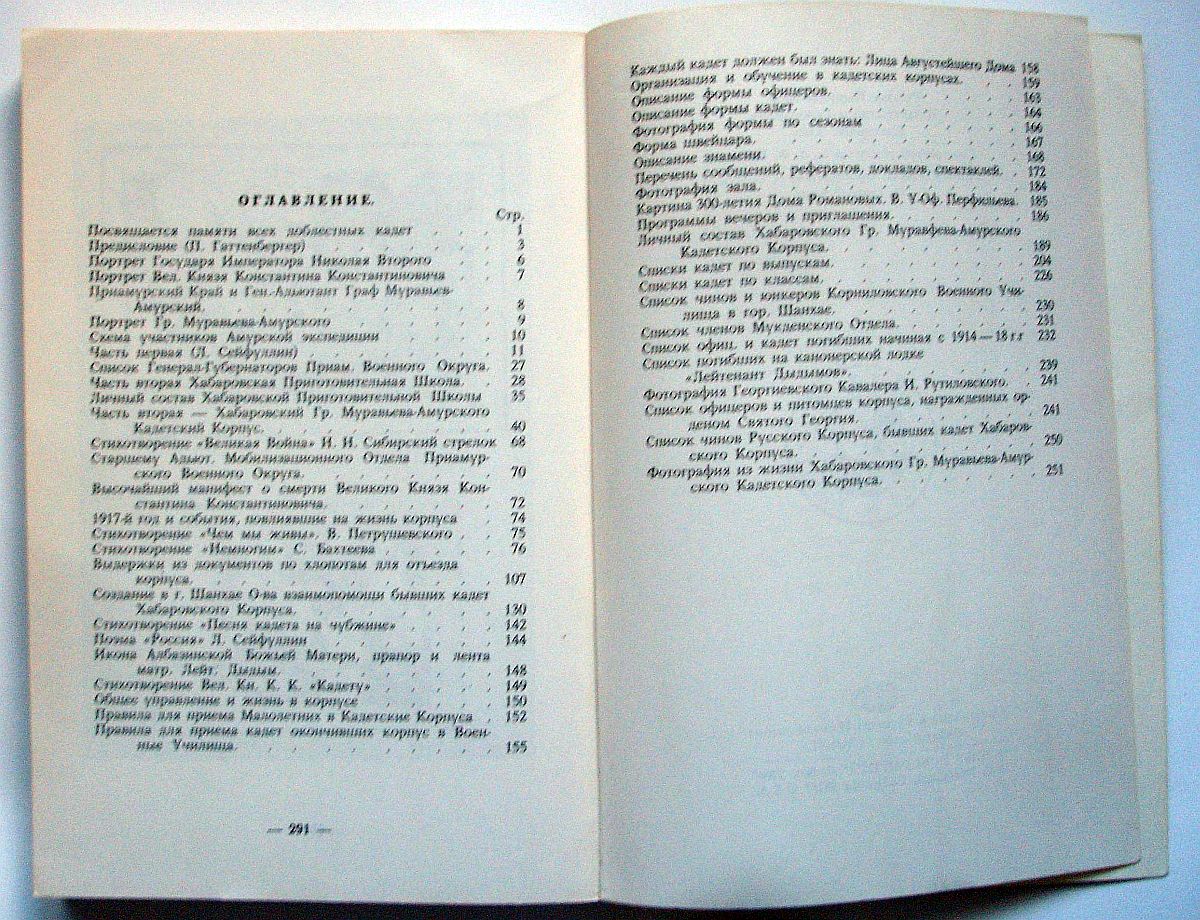 ОГЛАВЛЕНИЕ.
Стр.
Посвящается памяти всех доблестных кадет . . . 1
Предисловие (П. Гаттенбергер) . . . . . . 3
Портрет Государя Императора Николая Второго . . 6
Портрет Вел. Князя Константина Константиновича . . 7
Приамурский Край и Ген.-Адьютант Граф Муравьев-
Амурский. . . . . . . . . . 8
Портрет Гр. Муравьева-Амурского . . . . . 9
Схема участников Амурской экспедиции . . . . 10
Часть первая (Л. Сейфуллин) . . . . . . 11
Список Генерал-Губернаторов Приам. Военного Округа. 27
Часть вторая Хабаровская Приготовительная Школа. . 28
Личный состав Хабаровской Приготовительной Школы 35
Часть вторая — Хабаровский Гр. Муравьева-Амурского
Кадетский Корпус. . . . . . . . 40
Стихотворение «Великая Война» И. И. Сибирский стрелок 68
Старшему Адьют. Мобилизационного Отдела Приамур-
ского Военного Округа. . . . . . . 70
Высочайший манифест о смерти Великого Князя Кон-
стантина Константиновича. . . . . . 72
1917-й год и события, повлиявшие на жизнь корпуса . 74
Стихотворение «Чем мы живы». В. Петрушевского . . 75
Стихотворение «Немногим» С. Бахтеева . . . . 76
Выдержки из документов по хлопотам для отъезда
корпуса. . . . . . . . . . 107
Создание в г. Шанхае О-ва взаимопомощи бывших кадет
Хабаровского Корпуса. . . . . . . 130
Стихотворение «Песня кадета на чужбине» . . . 142
Поэма «Россия» Л. Сейфуллин . . . . . . 144
Икона Албазинской Божьей Матери, прапор и лента
матр. Лейт. Дыдым. . . . . . . . 148
Стихотворение Вел. Кн. К. К. «Кадету» . . . . 149
Общее управление и жизнь в корпусе . . . . 150
Правила для приема Малолетних в Кадетские Корпуса . 152
Правила для приема кадет окончивших корпус в Воен-
ные Училища. . . . . . . . . 155
— 291 —
Каждый кадет должен был знать: Лица Августейшего Дома 158
Организация и обучение в кадетских корпусах. . . 159
Описание формы офицеров. . . . . . . 163
Описание формы кадет. . . . . . . . 164
Фотография формы по сезонам . . . . . . 166
Форма швейцара. . . . . . . . . 167
Описание знамени. . . . . . . . . 168
Перечень сообщений, рефератов, докладов, спектаклей. . 172
Фотография зала. . . . . . . . . 184
Картина 300-летия Дома Романовых. В. У-Оф. Перфильева. 185
Программы вечеров и приглашения. . . . . . 186
Личный состав Хабаровского Гр. Муравьева-Амурского
Кадетского Корпуса. . . . . . . . 189
Списки кадет по выпускам. . . . . . . 204
Списки кадет по классам. . . . . . . . 226
Список чинов и юнкеров Корниловского Военного Учи-
лища в гор. Шанхае. . . . . . . . 230
Список членов Мукденского Отдела. . . . . . 231
Список офиц. и кадет погибших начиная с 1914—18 г.г 232
Список погибших на канонерской лодке
«Лейтенант Дыдымов». . . . . . . 239
Фотография Георгиевского Кавалера И. Рутиловского. . 241
Список офицеров и питомцев корпуса, награжденных ор-
деном Святого Георгия. . . . . . . 241
Список чинов Русского Корпуса, бывших кадет Хабаров-
ского Корпуса. . . . . . . . . 250
Фотография из жизни Хабаровского Гр. Муравьева-Амур-
ского Кадетского Корпуса. . . . . . . 251